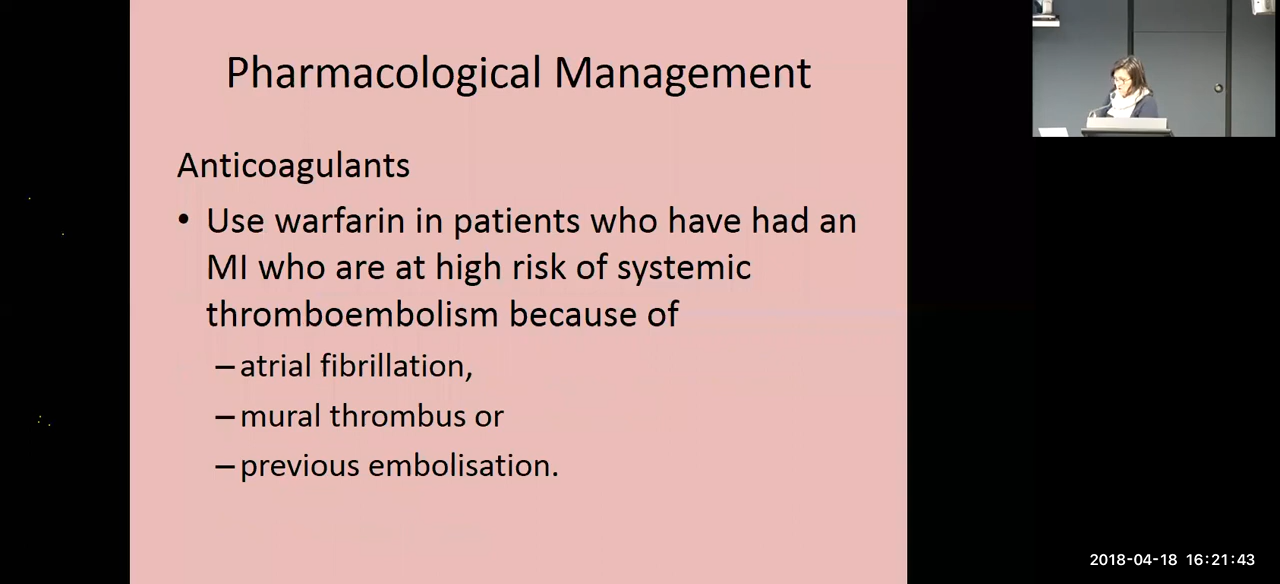 Pharmacological Management
Anticoagulants
• Use warfarin in patients who have had an
MI who are at high risk of systemic
thromboembolism because of
– atrial fibrillation,
– mural thrombus or
– previous embolisation.
2018-04-18 16:21:43